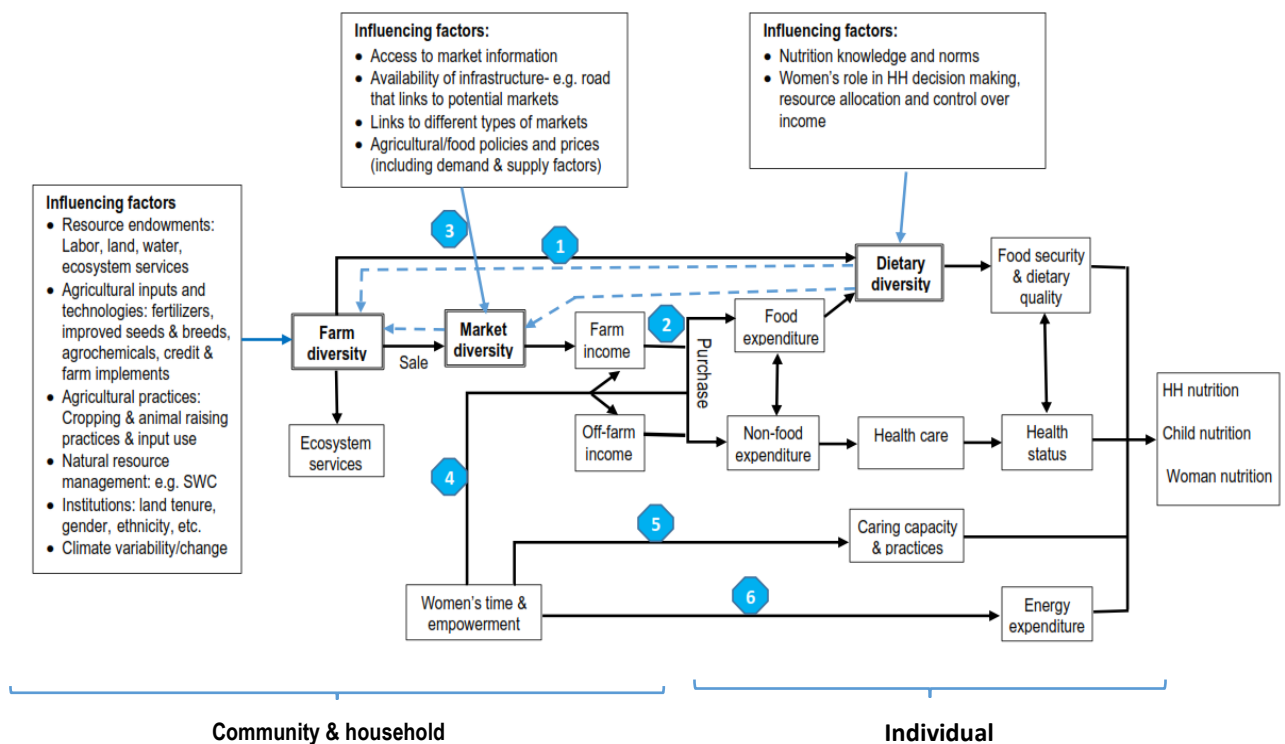 Influencing factors:
• Access to market information
• Availability of infrastructure- e.g. road
that links to potential markets
• Links to different types of markets
• Agricultural/food policies and prices
(including demand & supply factors)
Influencing factors:
• Nutrition knowledge and norms
• Women's role in HH decision making,
resource allocation and control over
income
Influencing factors
• Resource endowments:
Labor, land, water,
ecosystem services
• Agricultural inputs and
technologies: fertilizers,
improved seeds & breeds,
agrochemicals, credit &
farm implements
• Agricultural practices:
Cropping & animal raising
practices & input use
• Natural resource
management: e.g. SWC
• Institutions: land tenure,
gender, ethnicity, etc.
• Climate variability/change
3
1
Dietary
diversity
Food security
& dietary
quality
Farm
diversity
Sale
Market
diversity
Farm
income
2
Purchase
Food
expenditure
Ecosystem
services
Off-farm
income
Non-food
expenditure
Health care
Health
status
HH nutrition
Child nutrition
Woman nutrition
4
5
Caring capacity
& practices
Women's time &
empowerment
6
Energy
expenditure
Community & household
Individual